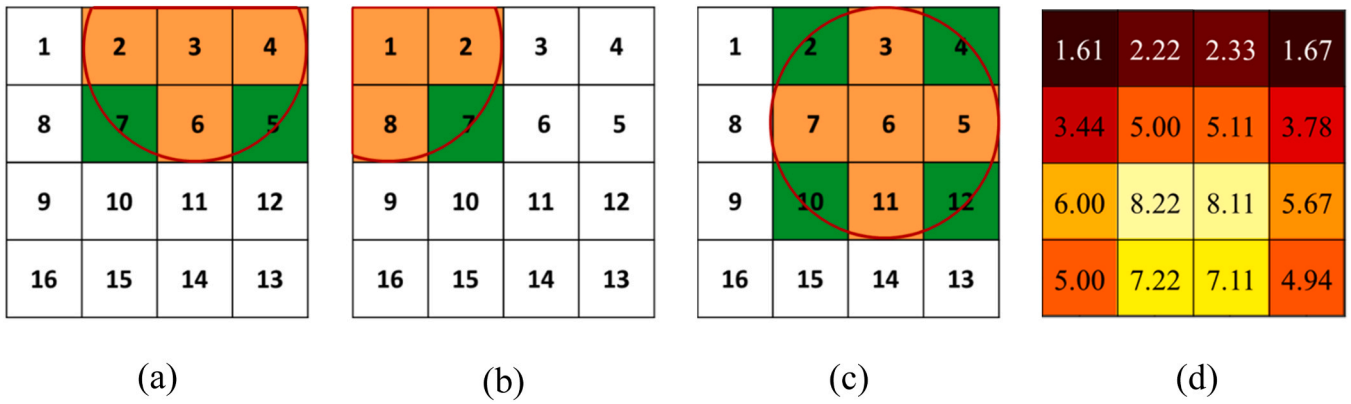 1 2 3 4
8 7 6 5
9 10 11 12
16 15 14 13
(a)
1 2 3 4
8 7 6 5
9 10 11 12
16 15 14 13
(b)
1 2 3 4
8 7 6 5
9 10 11 12
16 15 14 13
(c)
1.61 2.22 2.33 1.67
3.44 5.00 5.11 3.78
6.00 8.22 8.11 5.67
5.00 7.22 7.11 4.94
(d)